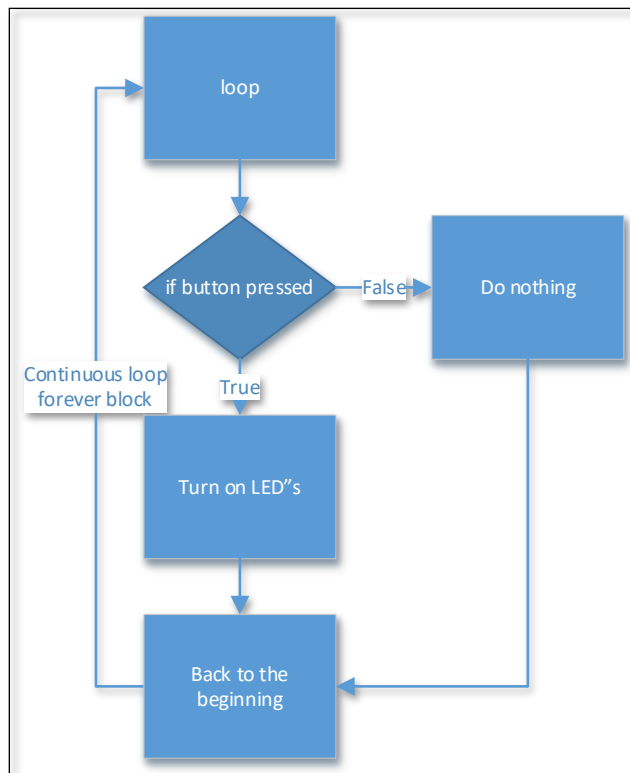 loop
if button pressed
False
Do nothing
Continuous loop
forever block
True
Turn on LED"s
Back to the
beginning